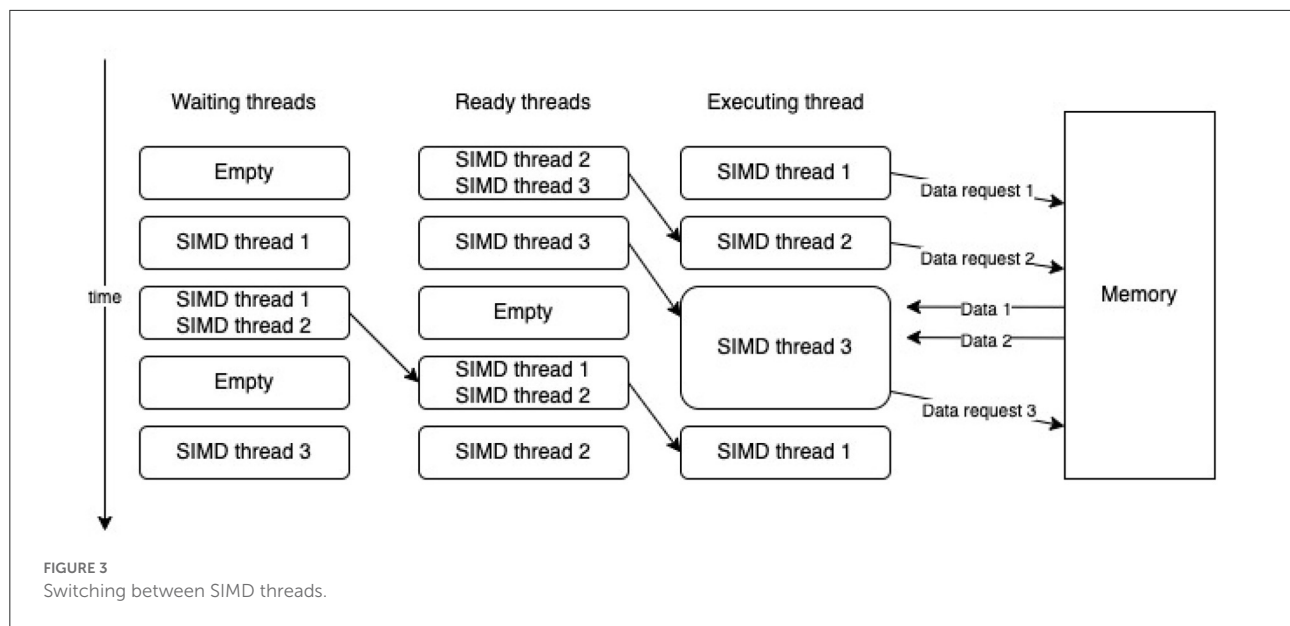 Waiting threads
Ready threads
Executing thread
Empty
SIMD thread 2
SIMD thread 3
SIMD thread 1
Data request 1
SIMD thread 1
SIMD thread 3
SIMD thread 2
Data request 2
time
SIMD thread 1
SIMD thread 2
Empty
SIMD thread 3
Data 1
Data 2
Memory
Empty
SIMD thread 1
SIMD thread 2
Data request 3
SIMD thread 3
SIMD thread 2
SIMD thread 1
FIGURE 3
Switching between SIMD threads.